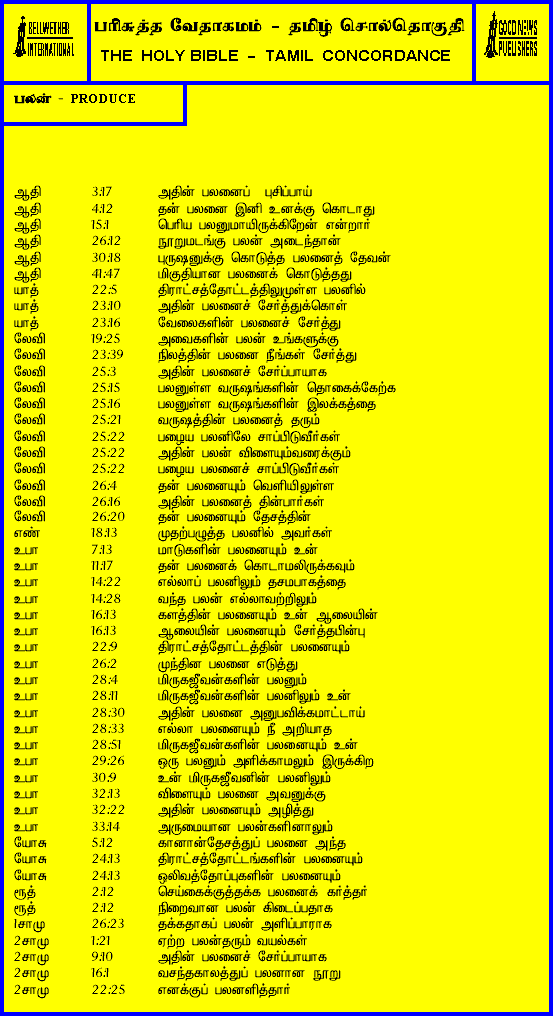 BELLWETHER
INTERNATIONAL
பரிசுத்த வேதாகமம் - தமிழ் சொல்தொகுதி
THE HOLY BIBLE - TAMIL CONCORDANCE
GOOD NEWS
PUBLISHERS
பலன் - PRODUCE
ஆதி 3:17 அதின் பலனைப் புசிப்பாய்
ஆதி 4:12 தன் பலனை இனி உனக்கு கொடாது
ஆதி 15:1 பெரிய பலனுமாயிருக்கிறேன் என்றார்
ஆதி 26:12 நூறுமடங்கு பலன் அடைந்தான்
ஆதி 30:18 புருஷனுக்கு கொடுத்த பலனைத் தேவன்
ஆதி 41:47 மிகுதியான பலனைக் கொடுத்தது
யாத் 22:5 திராட்சத்தோட்டத்திலுமுள்ள பலனில்
யாத் 23:10 அதின் பலனைச் சேர்த்துக்கொள்
யாத் 23:16 வேலைகளின் பலனைச் சேர்த்து
லேவி 19:25 அவைகளின் பலன் உங்களுக்கு
லேவி 23:39 நிலத்தின் பலனை நீங்கள் சேர்த்து
லேவி 25:3 அதின் பலனைச் சேர்ப்பாயாக
லேவி 25:15 பலனுள்ள வருஷங்களின் தொகைக்கேற்க
லேவி 25:16 பலனுள்ள வருஷங்களின் இலக்கத்தை
லேவி 25:21 வருஷத்தின் பலனைத் தரும்
லேவி 25:22 பழைய பலனிலே சாப்பிடுவீர்கள்
லேவி 25:22 அதின் பலன் விளையும்வரைக்கும்
லேவி 25:22 பழைய பலனைச் சாப்பிடுவீர்கள்
லேவி 26:4 தன் பலனையும் வெளியிலுள்ள
லேவி 26:16 அதின் பலனைத் தின்பார்கள்
லேவி 26:20 தன் பலனையும் தேசத்தின்
எண் 18:13 முதற்பழுத்த பலனில் அவர்கள்
உபா 7:13 மாடுகளின் பலனையும் உன்
உபா 11:17 தன் பலனைக் கொடாமலிருக்கவும்
உபா 14:22 எல்லாப் பலனிலும் தசமபாகத்தை
உபா 14:28 வந்த பலன் எல்லாவற்றிலும்
உபா 16:13 களத்தின் பலனையும் உன் ஆலையின்
உபா 16:13 ஆலையின் பலனையும் சேர்த்தபின்பு
உபா 22:9 திராட்சத்தோட்டத்தின் பலனையும்
உபா 26:2 முந்தின பலனை எடுத்து
உபா 28:4 மிருகஜீவன்களின் பலனும்
உபா 28:11 மிருகஜீவன்களின் பலனிலும் உன்
உபா 28:30 அதின் பலனை அனுபவிக்கமாட்டாய்
உபா 28:33 எல்லா பலனையும் நீ அறியாத
உபா 28:51 மிருகஜீவன்களின் பலனையும் உன்
உபா 29:26 ஒரு பலனும் அளிக்காமலும் இருக்கிற
உபா 30:9 உன் மிருகஜீவனின் பலனிலும்
உபா 32:13 விளையும் பலனை அவனுக்கு
உபா 32:22 அதின் பலனையும் அழித்து
உபா 33:14 அருமையான பலன்களினாலும்
யோசு 5:12 கானான்தேசத்துப் பலனை அந்த
யோசு 24:13 திராட்சத்தோட்டங்களின் பலனையும்
யோசு 24:13 ஒலிவத்தோப்புகளின் பலனையும்
ரூத் 2:12 செய்கைக்குத்தக்க பலனைக் கர்த்தர்
ரூத் 2:12 நிறைவான பலன் கிடைப்பதாக
1சாமு 26:23 தக்கதாகப் பலன் அளிப்பாராக
2சாமு 1:21 ஏற்ற பலன்தரும் வயல்கள்
2சாமு 9:10 அதின் பலனைச் சேர்ப்பாயாக
2சாமு 16:1 வசந்தகாலத்துப் பலனான நூறு
2சாமு 22:25 எனக்குப் பலனளித்தார்